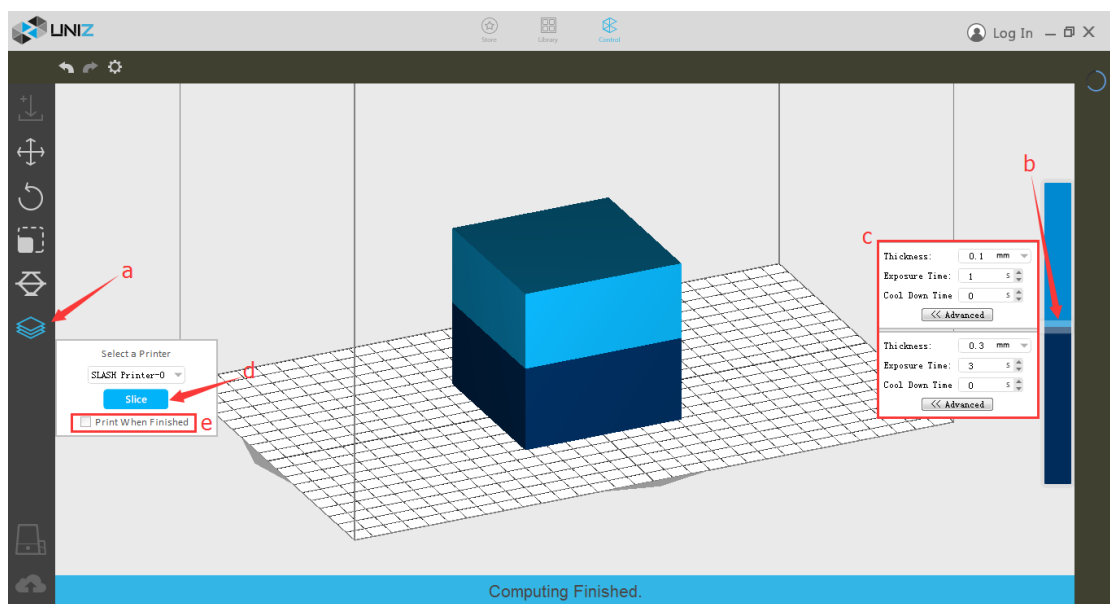 UNIZ
Store
Library
Control
Log In
b
c
Thickness: 0.1 mm
Exposure Time: 1 s
Cool Down Time 0 s
<< Advanced
a
Thickness: 0.3 mm
Exposure Time: 3 s
Cool Down Time 0 s
<< Advanced
Select a Printer
SLASH Printer-0
d
Slice
Print When Finished
e
Computing Finished.